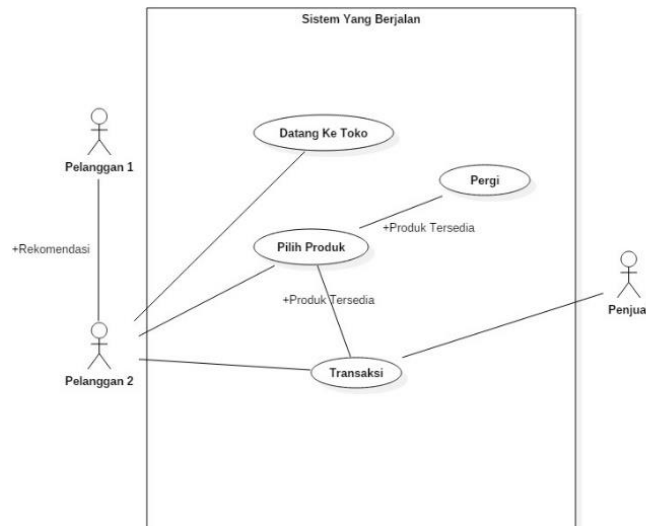 Sistem Yang Berjalan
Datang Ke Toko
Pelanggan 1
Pergi
+Produk Tersedia
+Rekomendasi
Pilih Produk
+Produk Tersedia
Penjua
Pelanggan 2
Transaksi